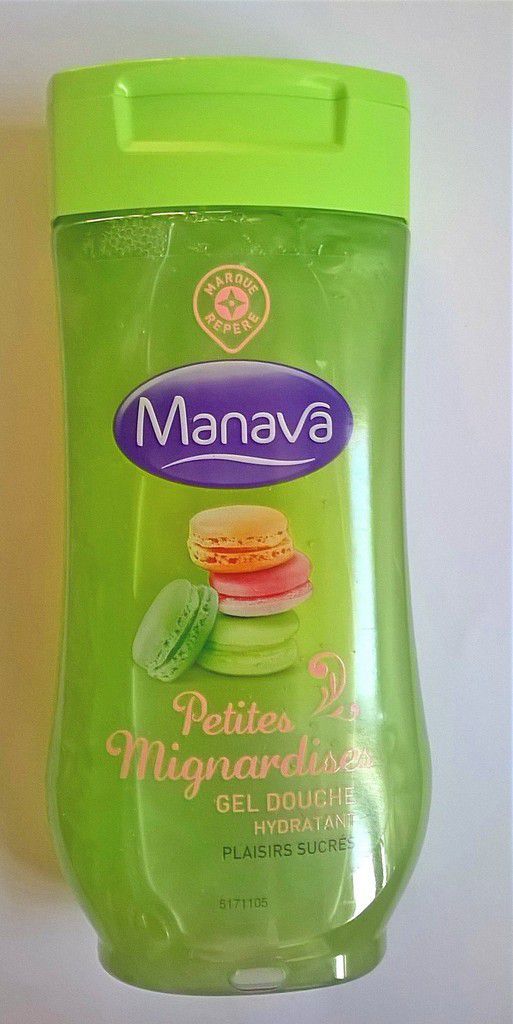 MARQUE
REPÈRE
Manava
Petites
Mignardises
GEL DOUCHE
HYDRATANT
PLAISIRS SUCRÉS
6171105